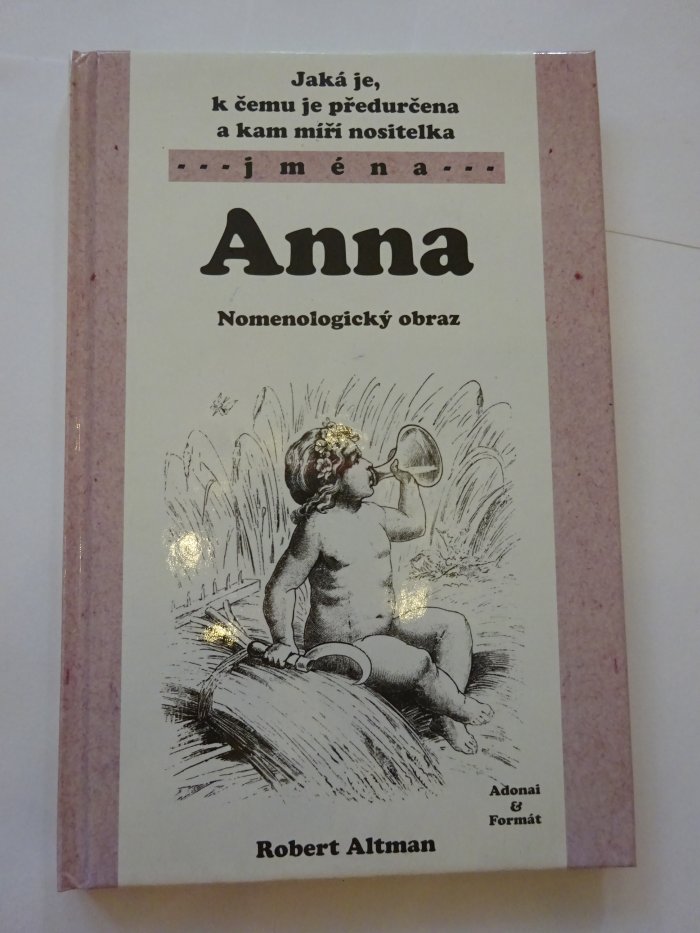 Jaká je,
k čemu je předurčena
a kam míří nositelka
- - - j m é n a - - -
Anna
Nomenologický obraz
Adonai
&
Formát
Robert Altman